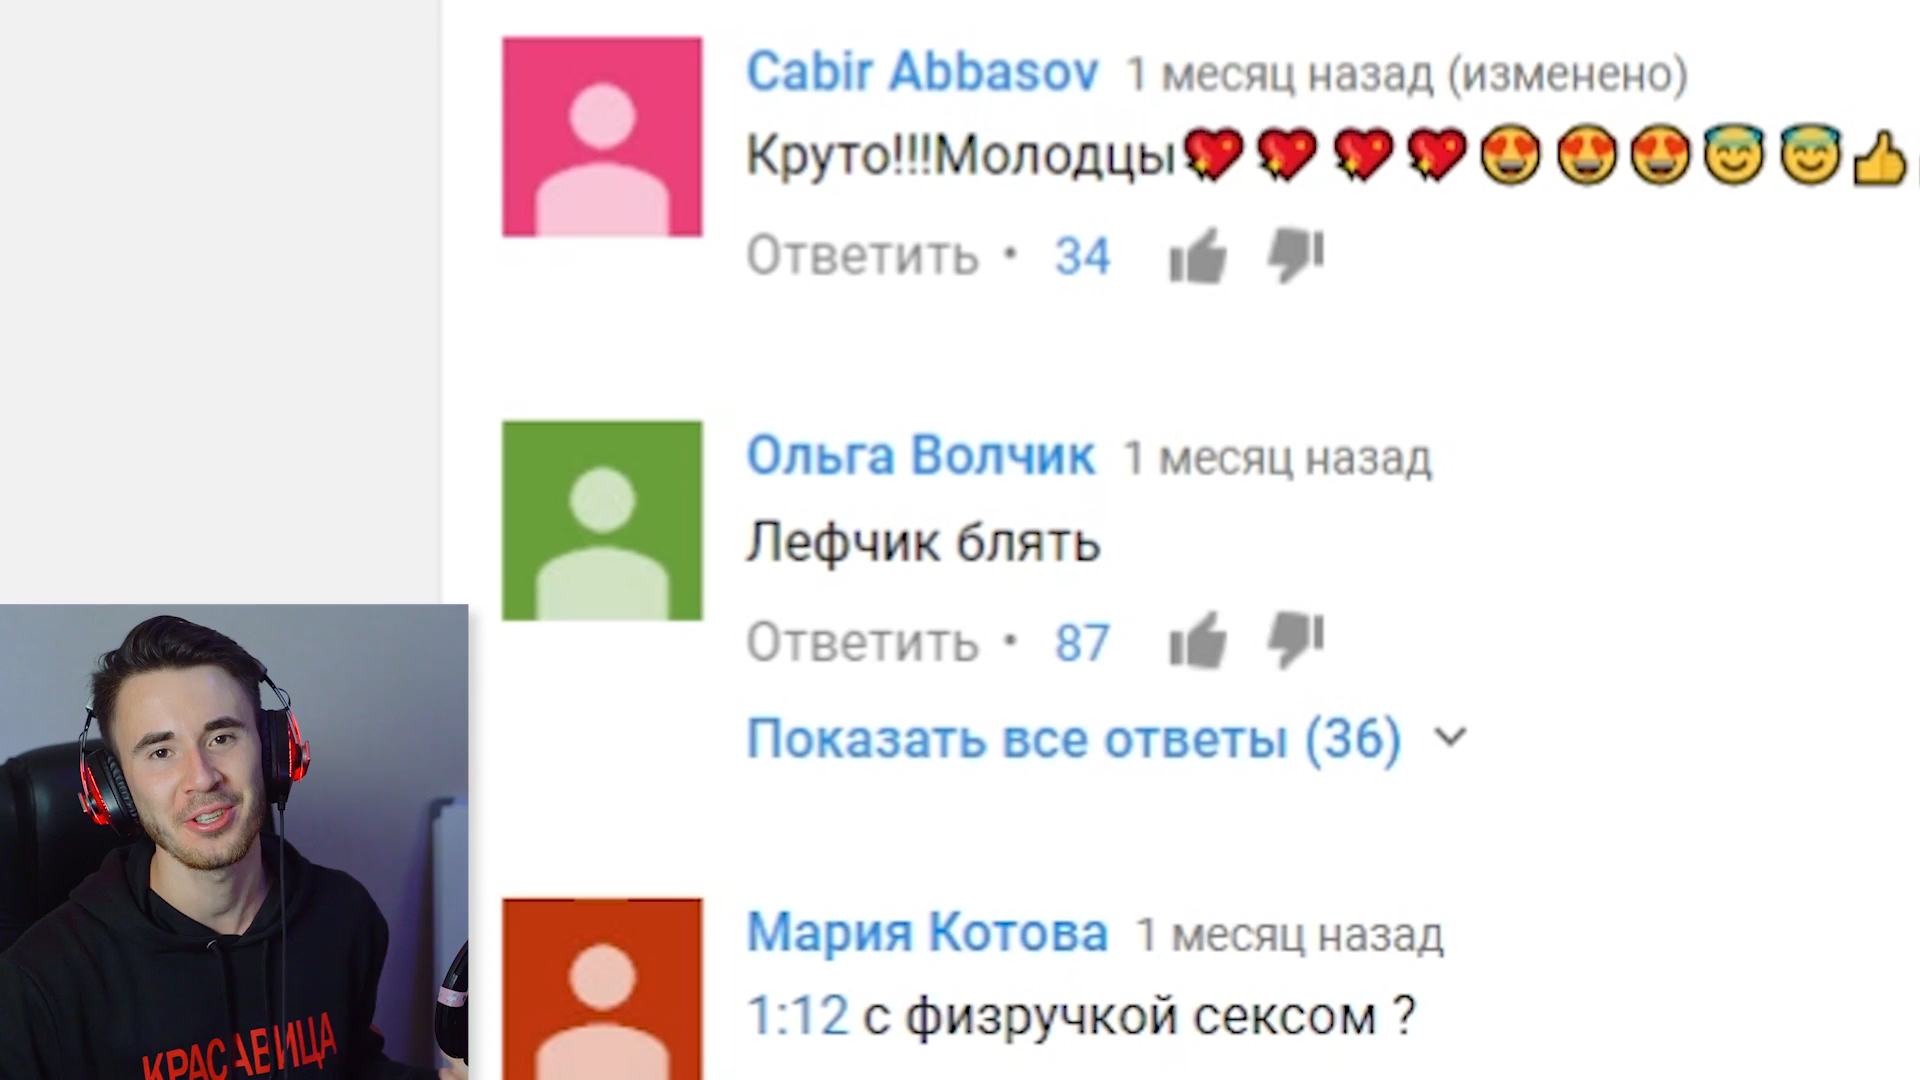 Cabir Abbasov 1 месяц назад (изменено)
Круто!!!Молодцы💖💖💖💖😍😍😍😇😇👍
Ответить • 34
Ольга Волчик 1 месяц назад
Лефчик блять
Ответить • 87
Показать все ответы (36)
Мария Котова 1 месяц назад
1:12 с физручкой сексом ?
КРАСАВИЦА